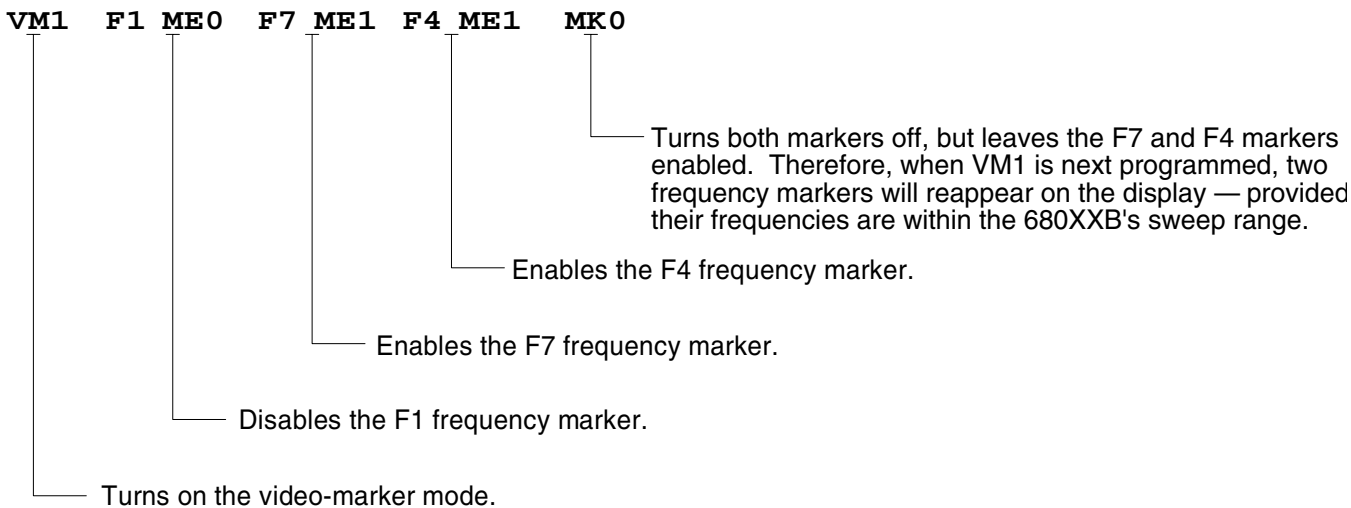 VM1 F1 ME0 F7 ME1 F4 ME1 MK0
Turns both markers off, but leaves the F7 and F4 markers
enabled. Therefore, when VM1 is next programmed, two
frequency markers will reappear on the display — provided
their frequencies are within the 680XXB's sweep range.
Enables the F4 frequency marker.
Enables the F7 frequency marker.
Disables the F1 frequency marker.
Turns on the video-marker mode.